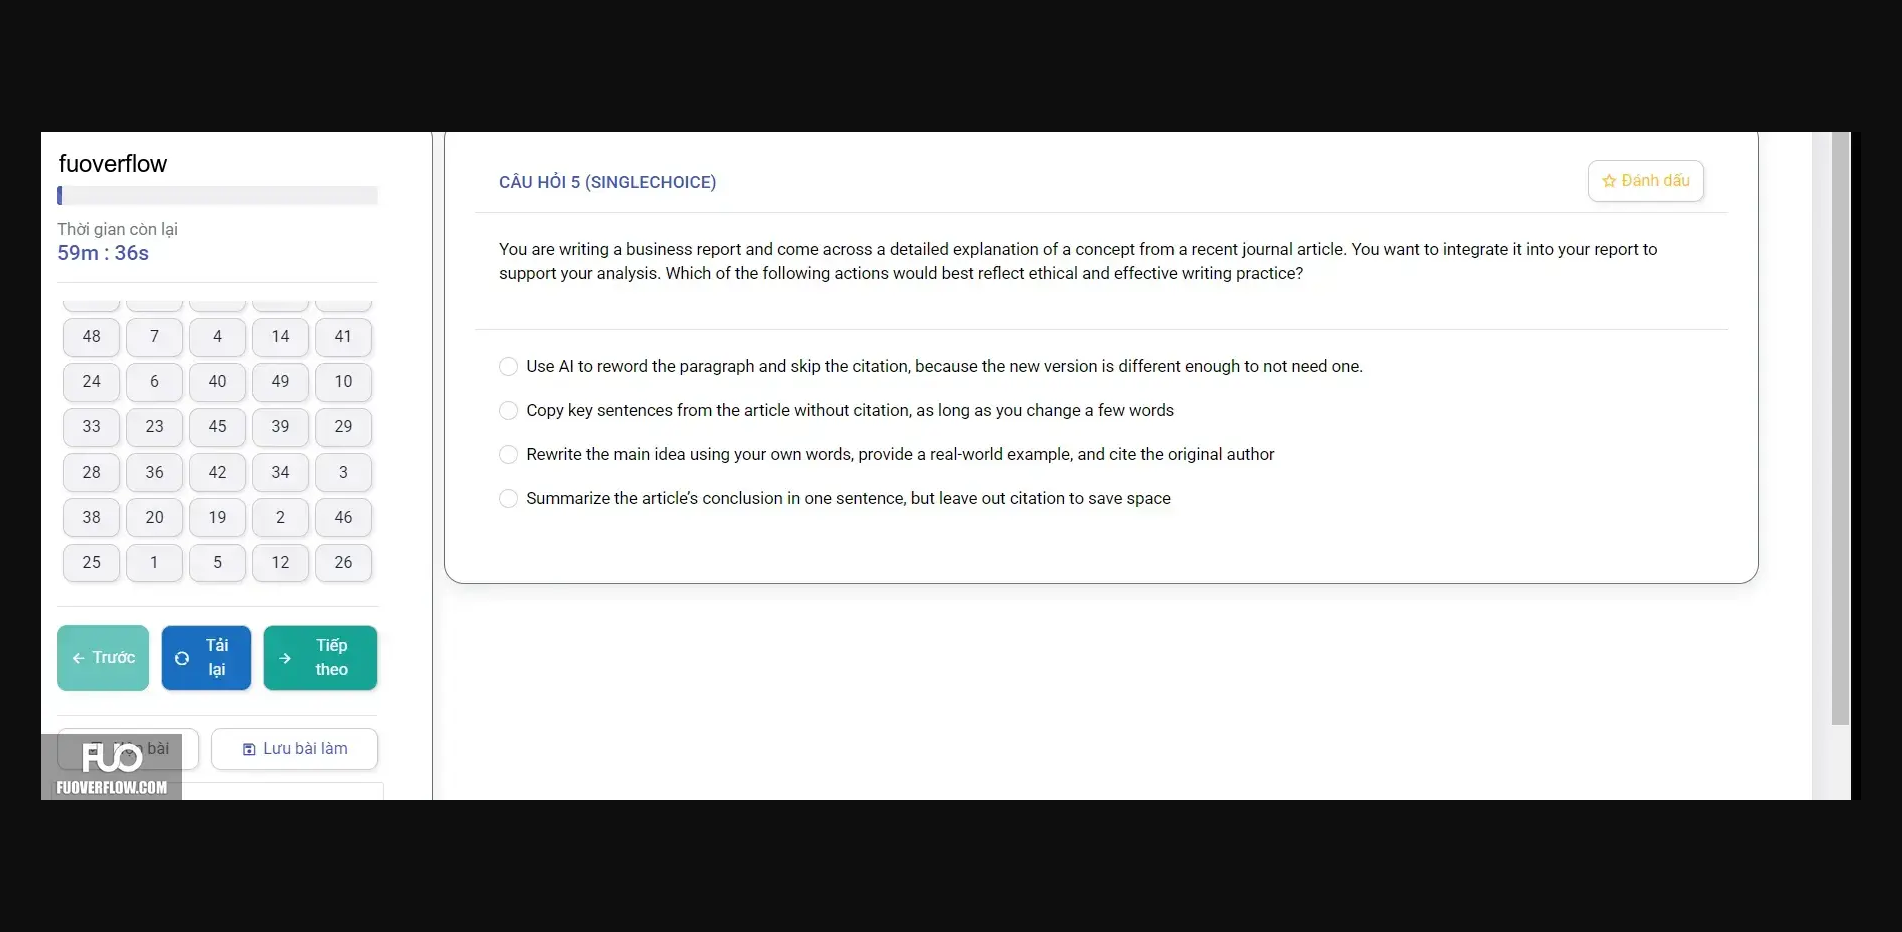 fuoverflow
Thời gian còn lại
59m : 36s
48 7 4 14 41
24 6 40 49 10
33 23 45 39 29
28 36 42 34 3
38 20 19 2 46
25 1 5 12 26
← Trước
Tải lại
→ Tiếp theo
bài
Lưu bài làm
FUO
FUOVERFLOW.COM
CÂU HỎI 5 (SINGLECHOICE)
Đánh dấu
You are writing a business report and come across a detailed explanation of a concept from a recent journal article. You want to integrate it into your report to
support your analysis. Which of the following actions would best reflect ethical and effective writing practice?
Use AI to reword the paragraph and skip the citation, because the new version is different enough to not need one.
Copy key sentences from the article without citation, as long as you change a few words
Rewrite the main idea using your own words, provide a real-world example, and cite the original author
Summarize the article’s conclusion in one sentence, but leave out citation to save space